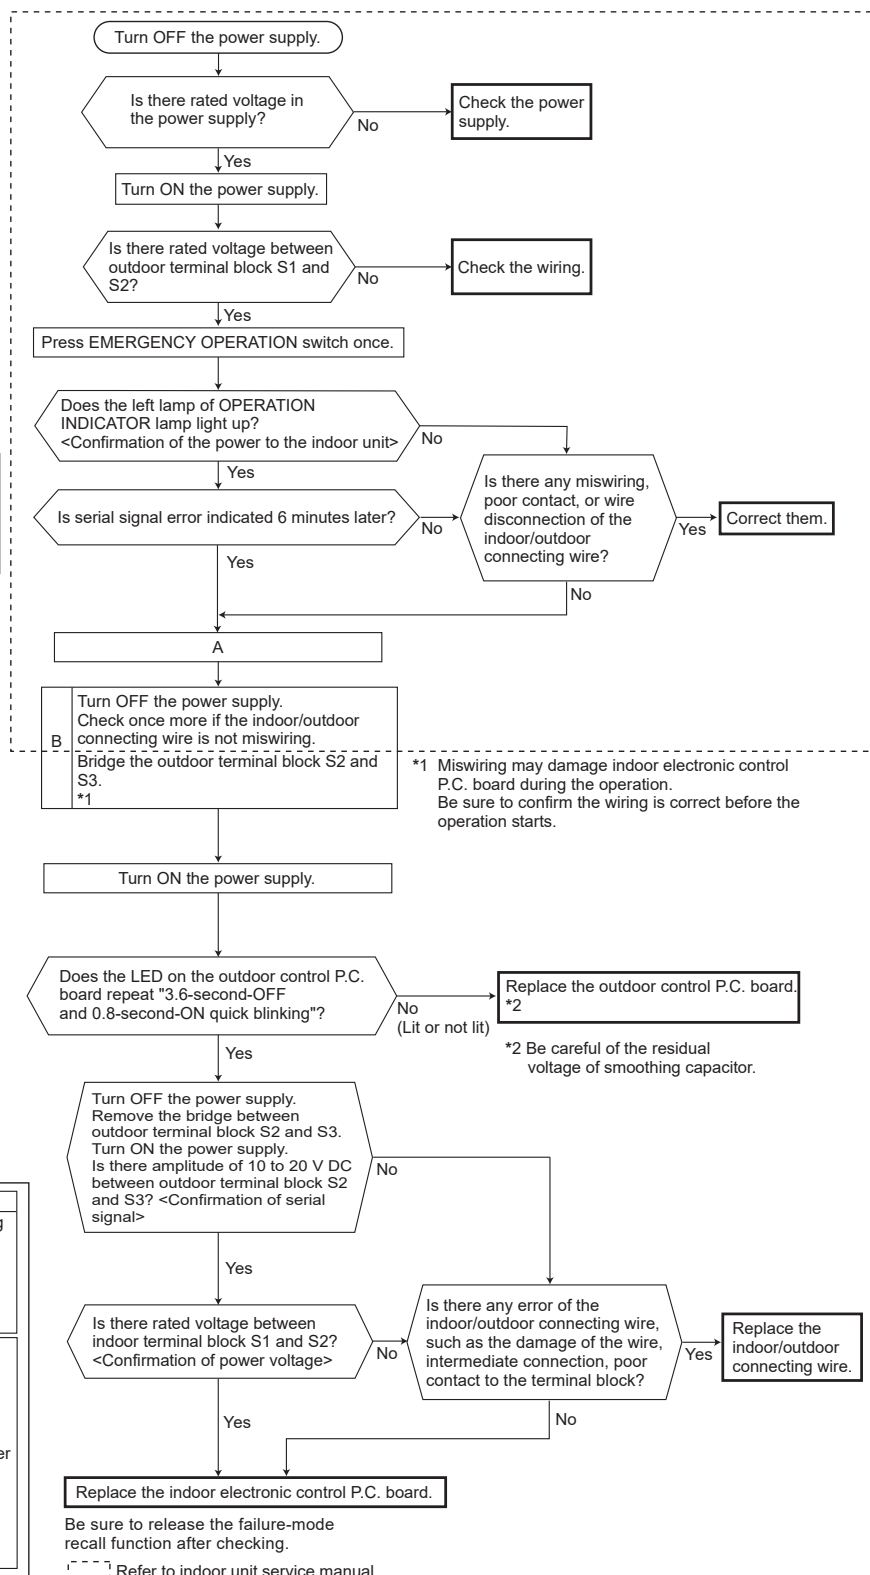 Turn OFF the power supply.
Is there rated voltage in
the power supply?
No
Check the power
supply.
Yes
Turn ON the power supply.
Is there rated voltage between
outdoor terminal block S1 and
S2?
No
Check the wiring.
Yes
Press EMERGENCY OPERATION switch once.
Does the left lamp of OPERATION
INDICATOR lamp light up?
<Confirmation of the power to the indoor unit>
No
Yes
Is serial signal error indicated 6 minutes later?
No
Is there any miswiring,
poor contact, or wire
disconnection of the
indoor/outdoor
connecting wire?
Yes
Correct them.
Yes
No
A
B
Turn OFF the power supply.
Check once more if the indoor/outdoor
connecting wire is not miswiring.
Bridge the outdoor terminal block S2 and
S3.
*1
*1 Miswiring may damage indoor electronic control
P.C. board during the operation.
Be sure to confirm the wiring is correct before the
operation starts.
Turn ON the power supply.
Does the LED on the outdoor control P.C.
board repeat "3.6-second-OFF
and 0.8-second-ON quick blinking"?
No
(Lit or not lit)
Replace the outdoor control P.C. board.
*2
*2 Be careful of the residual
voltage of smoothing capacitor.
Yes
Turn OFF the power supply.
Remove the bridge between
outdoor terminal block S2 and S3.
Turn ON the power supply.
Is there amplitude of 10 to 20 V DC
between outdoor terminal block S2
and S3? <Confirmation of serial
signal>
No
Yes
Is there rated voltage between
indoor terminal block S1 and S2?
<Confirmation of power voltage>
No
Is there any error of the
indoor/outdoor connecting wire,
such as the damage of the wire,
intermediate connection, poor
contact to the terminal block?
Yes
Replace the
indoor/outdoor
connecting wire.
Yes
No
Replace the indoor electronic control P.C. board.
Be sure to release the failure-mode
recall function after checking.
Refer to indoor unit service manual